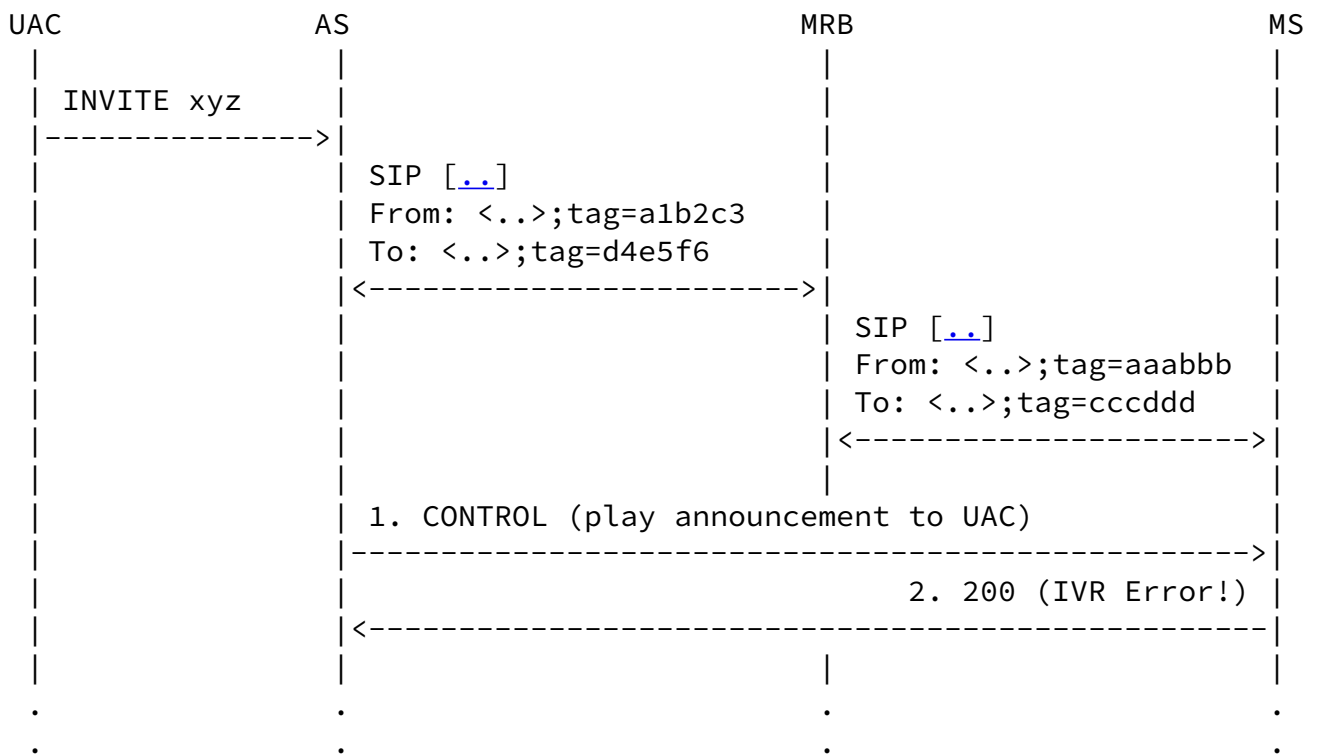 UAC AS MRB MS
INVITE xyz
SIP [..]
From: <..>;tag=a1b2c3
To: <..>;tag=d4e5f6
SIP [..]
From: <..>;tag=aaabbb
To: <..>;tag=cccddd
1. CONTROL (play announcement to UAC)
2. 200 (IVR Error!)